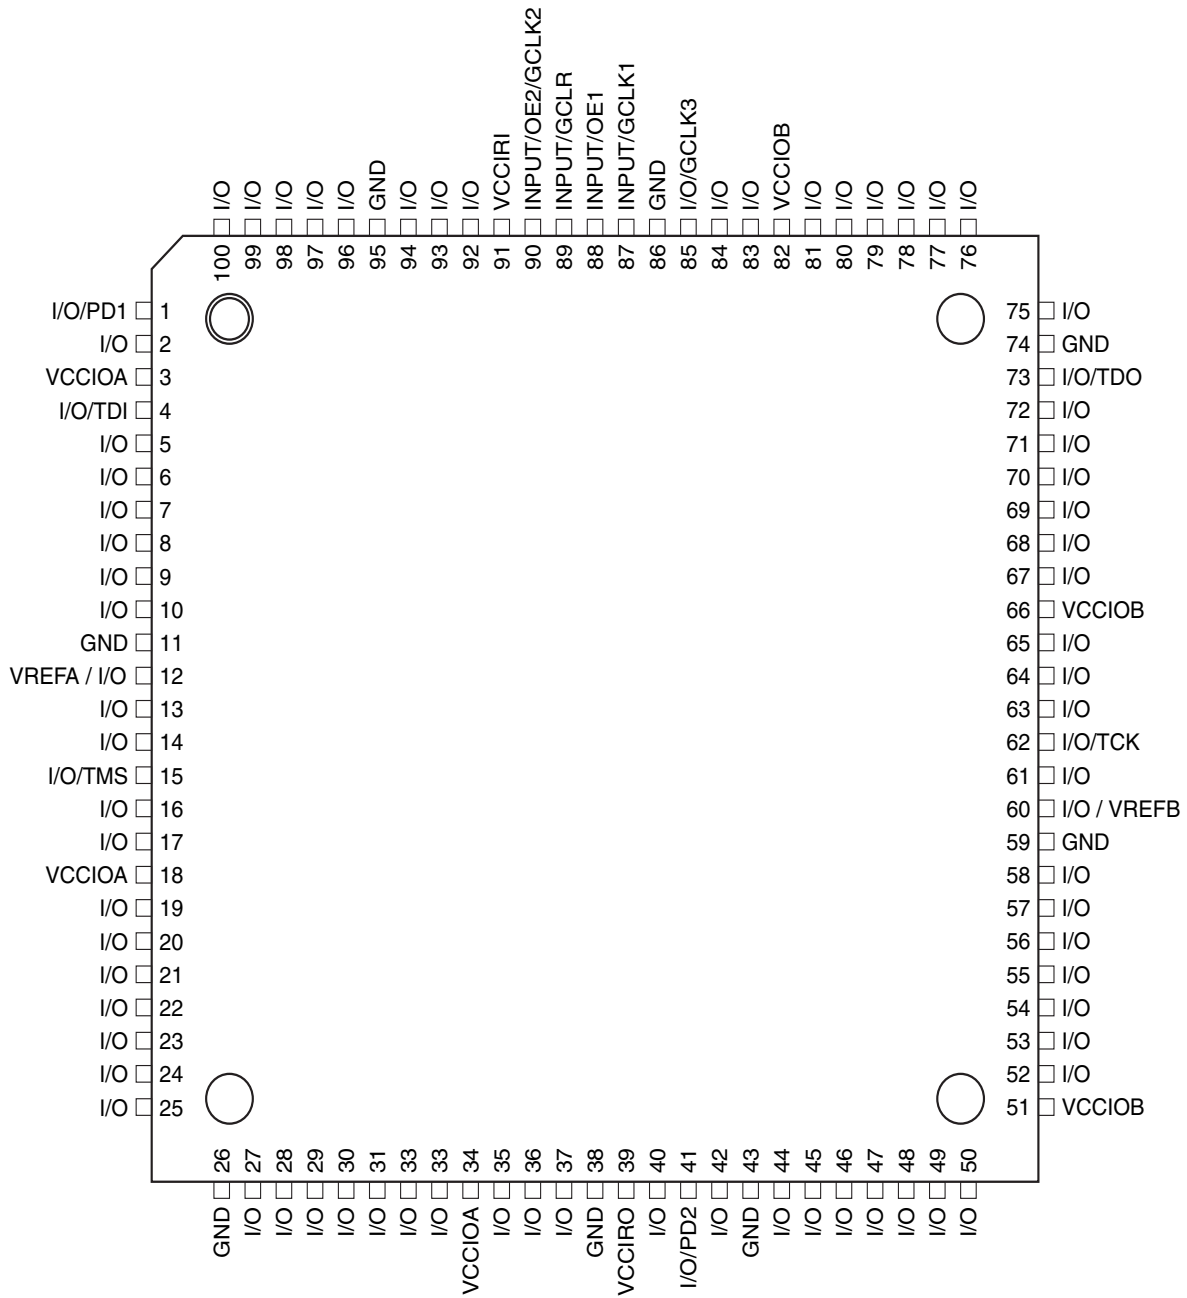 I/O I/O I/O I/O I/O GND I/O I/O I/O VCCIRI INPUT/OE2/GCLK2 INPUT/GCLR INPUT/OE1 INPUT/GCLK1 GND I/O/GCLK3 I/O I/O VCCIOB I/O I/O I/O I/O I/O I/O
100 99 98 97 96 95 94 93 92 91 90 89 88 87 86 85 84 83 82 81 80 79 78 77 76
I/O/PD1 1 75 I/O
I/O 2 74 GND
VCCIOA 3 73 I/O/TDO
I/O/TDI 4 72 I/O
I/O 5 71 I/O
I/O 6 70 I/O
I/O 7 69 I/O
I/O 8 68 I/O
I/O 9 67 I/O
I/O 10 66 VCCIOB
GND 11 65 I/O
VREFA / I/O 12 64 I/O
I/O 13 63 I/O
I/O 14 62 I/O/TCK
I/O/TMS 15 61 I/O
I/O 16 60 I/O / VREFB
I/O 17 59 GND
VCCIOA 18 58 I/O
I/O 19 57 I/O
I/O 20 56 I/O
I/O 21 55 I/O
I/O 22 54 I/O
I/O 23 53 I/O
I/O 24 52 I/O
I/O 25 51 VCCIOB
26 27 28 29 30 31 33 33 34 35 36 37 38 39 40 41 42 43 44 45 46 47 48 49 50
GND I/O I/O I/O I/O I/O I/O I/O VCCIOA I/O I/O I/O GND VCCIRO I/O I/O/PD2 I/O GND I/O I/O I/O I/O I/O I/O I/O